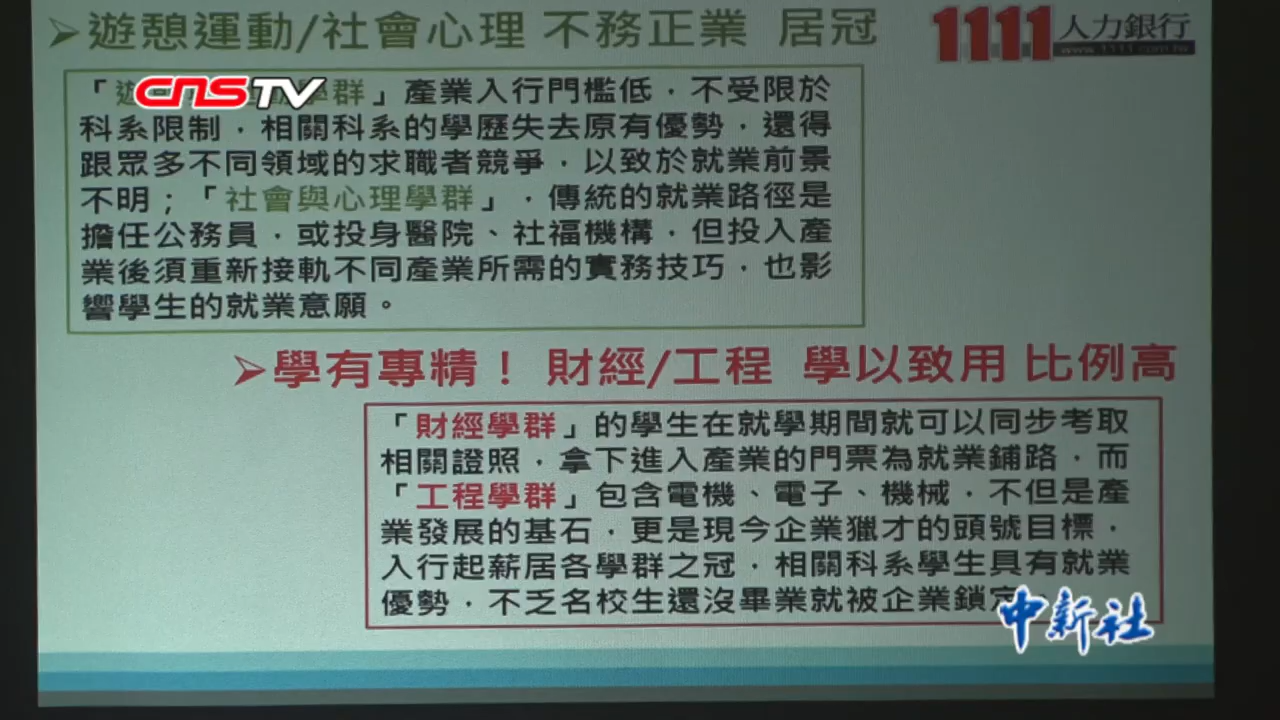 ➢遊憩運動/社會心理 不務正業 居冠
1111人力銀行
www.1111.com.tw
CNSTV
「遊 學群」產業入行門檻低，不受限於
科系限制，相關科系的學歷失去原有優勢，還得
跟眾多不同領域的求職者競爭，以致於就業前景
不明；「社會與心理學群」，傳統的就業路徑是
擔任公務員，或投身醫院、社福機構，但投入產
業後須重新接軌不同產業所需的實務技巧，也影
響學生的就業意願。
➢學有專精！ 財經/工程 學以致用 比例高
「財經學群」的學生在就學期間就可以同步考取
相關證照，拿下進入產業的門票為就業鋪路，而
「工程學群」包含電機、電子、機械，不但是產
業發展的基石，更是現今企業獵才的頭號目標，
入行起薪居各學群之冠，相關科系學生具有就業
優勢，不乏名校生還沒畢業就被企業鎖定
中新社